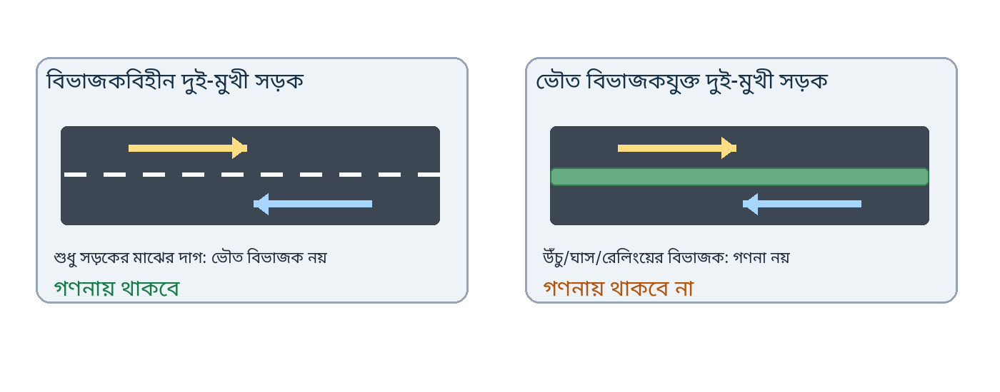 বিভাজকবিহীন দুই-মুখী সড়ক
শুধু সড়কের মাঝের দাগ: ভৌত বিভাজক নয়
গণনায় থাকবে
ভৌত বিভাজকযুক্ত দুই-মুখী সড়ক
উঁচু/ঘাস/রেলিংয়ের বিভাজক: গণনা নয়
গণনায় থাকবে না